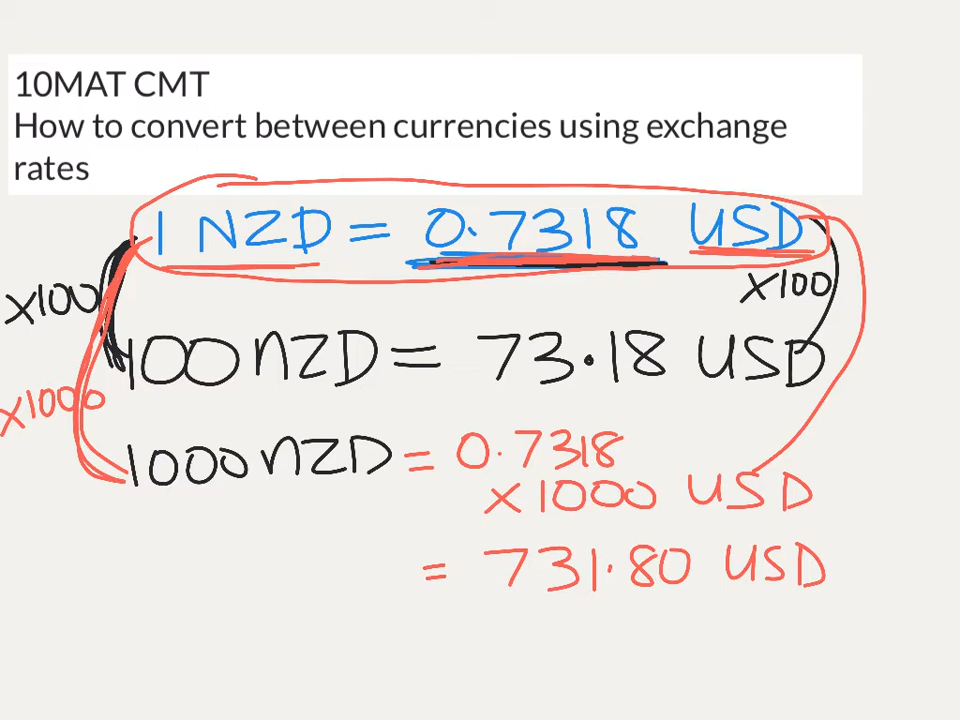 10MAT CMT
How to convert between currencies using exchange
rates
1 NZD = 0.7318 USD
x100
x100
100 NZD = 73.18 USD
x1000
1000 NZD = 0.7318
x1000 USD
= 731.80 USD